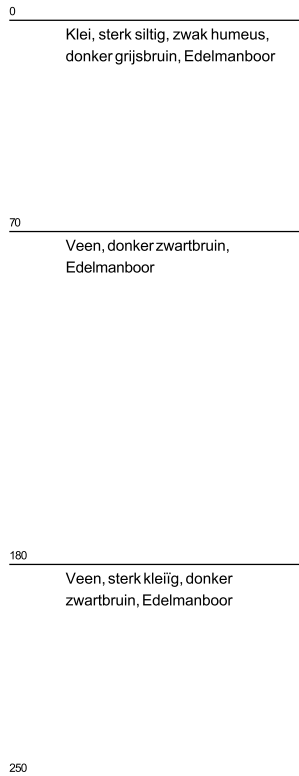 0
Klei, sterk siltig, zwak humeus,
donker grijsbruin, Edelmanboor
70
Veen, donker zwartbruin,
Edelmanboor
180
Veen, sterk kleiïg, donker
zwartbruin, Edelmanboor
250